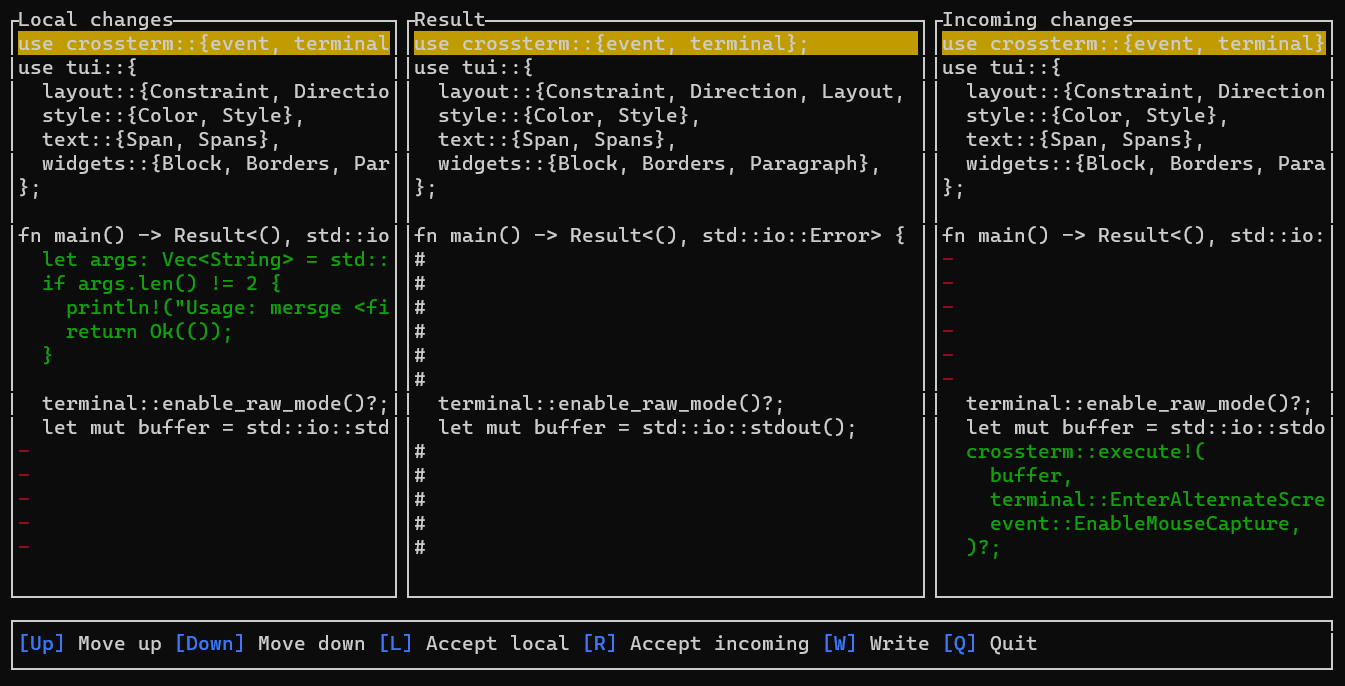 Local changes
use crossterm::{event, terminal
use tui::{
  layout::{Constraint, Directio
  style::{Color, Style},
  text::{Span, Spans},
  widgets::{Block, Borders, Par
};
fn main() -> Result<(), std::io
  let args: Vec<String> = std::
  if args.len() != 2 {
    println!("Usage: mersge <fi
    return Ok(());
  }
  terminal::enable_raw_mode()?;
  let mut buffer = std::io::std
-
-
-
-
-
Result
use crossterm::{event, terminal};
use tui::{
  layout::{Constraint, Direction, Layout,
  style::{Color, Style},
  text::{Span, Spans},
  widgets::{Block, Borders, Paragraph},
};
fn main() -> Result<(), std::io::Error> {
#
#
#
#
#
#
  terminal::enable_raw_mode()?;
  let mut buffer = std::io::stdout();
#
#
#
#
#
Incoming changes
use crossterm::{event, terminal}
use tui::{
  layout::{Constraint, Direction
  style::{Color, Style},
  text::{Span, Spans},
  widgets::{Block, Borders, Para
};
fn main() -> Result<(), std::io:
-
-
-
-
-
-
  terminal::enable_raw_mode()?;
  let mut buffer = std::io::stdo
  crossterm::execute!(
    buffer,
    terminal::EnterAlternateScre
    event::EnableMouseCapture,
  )?;
[Up] Move up [Down] Move down [L] Accept local [R] Accept incoming [W] Write [Q] Quit